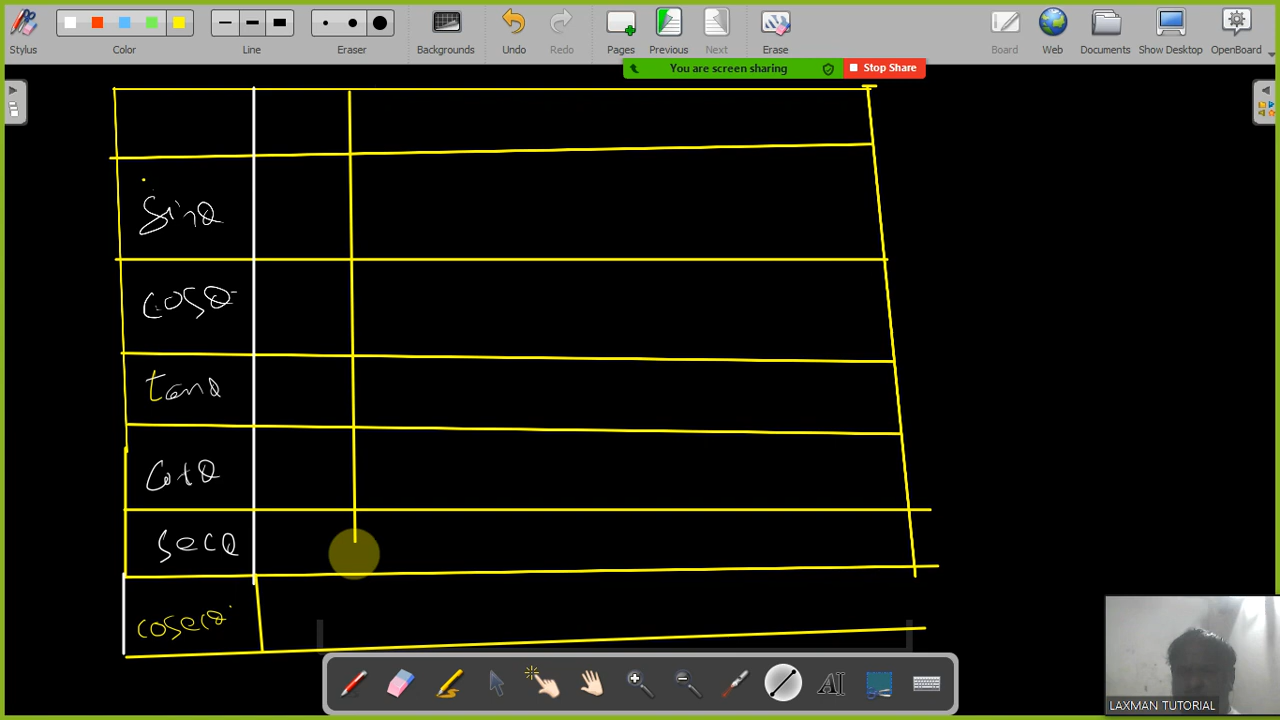 Stylus Color Line Eraser Backgrounds Undo Redo Pages Previous Next Erase Board Web Documents Show Desktop OpenBoard
You are screen sharing Stop Share
sinθ
cosθ
tanθ
cotθ
secθ
cosecθ
AI
LAXMAN TUTORIAL